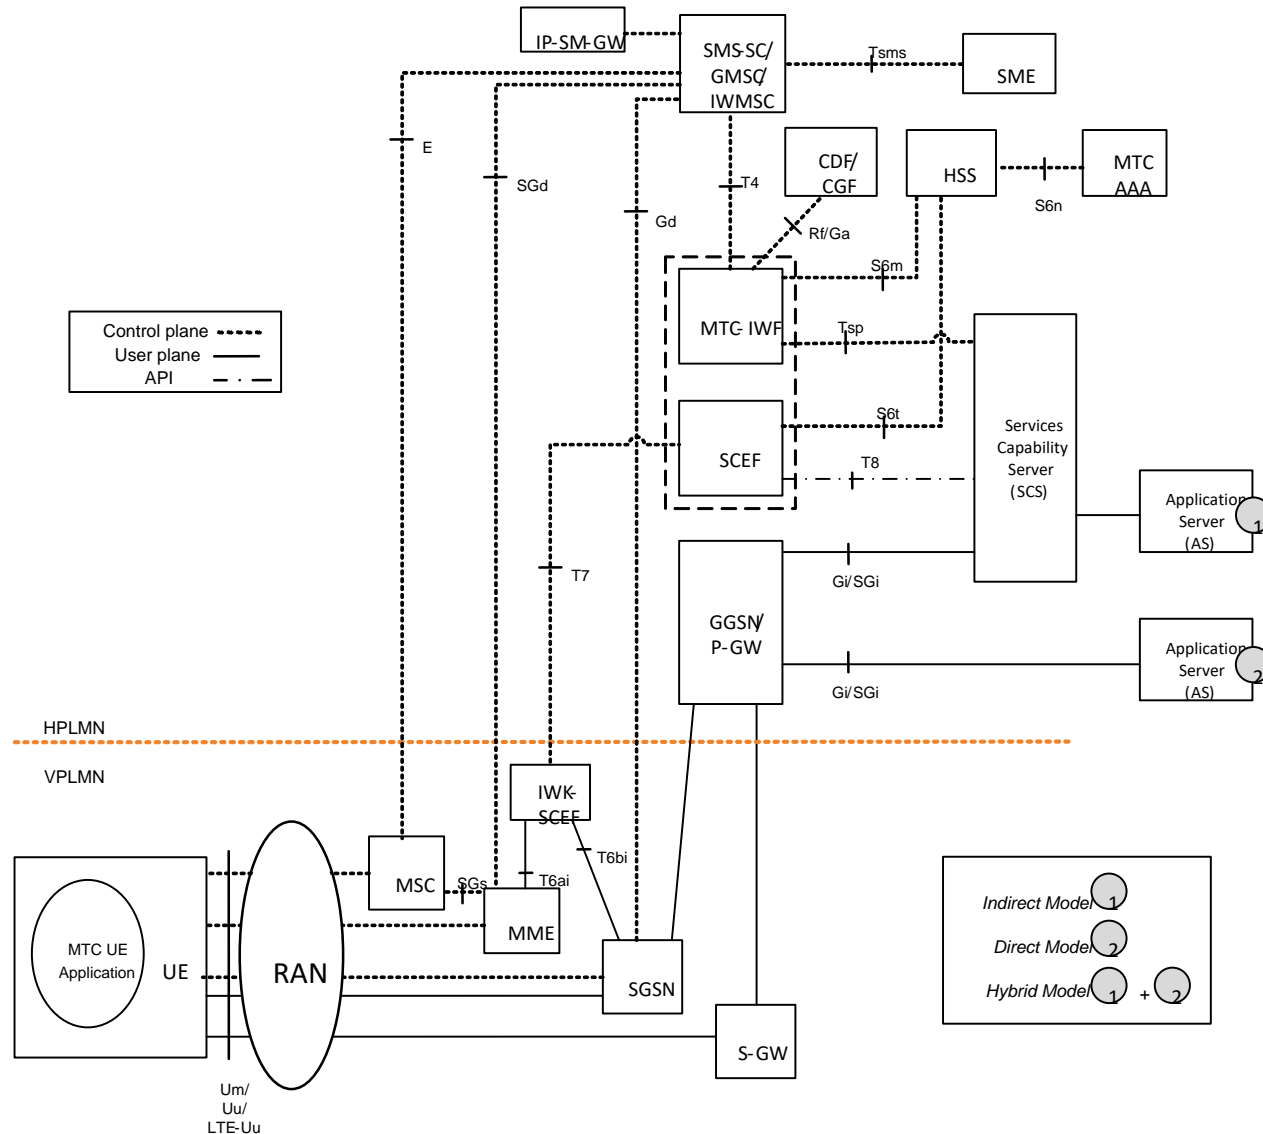 IP-SM-GW
SMS-SC/
GMSC/
IWMSC
Tsms
SME
E
SGd
Gd
T4
CDF/
CGF
Rf/Ga
HSS
S6n
MTC
AAA
S6m
MTC-IWF
Tsp
Control plane
User plane
API
SCEF
S6t
T8
Services
Capability
Server
(SCS)
Application
Server
(AS)
1
T7
Gi/SGi
GGSN/
P-GW
Gi/SGi
Application
Server
(AS)
2
HPLMN
VPLMN
IWK-
SCEF
T6bi
T6ai
MSC
SGs
MME
MTC UE
Application
UE
RAN
SGSN
S-GW
Um/
Uu/
LTE-Uu
Indirect Model 1
Direct Model 2
Hybrid Model 1 + 2